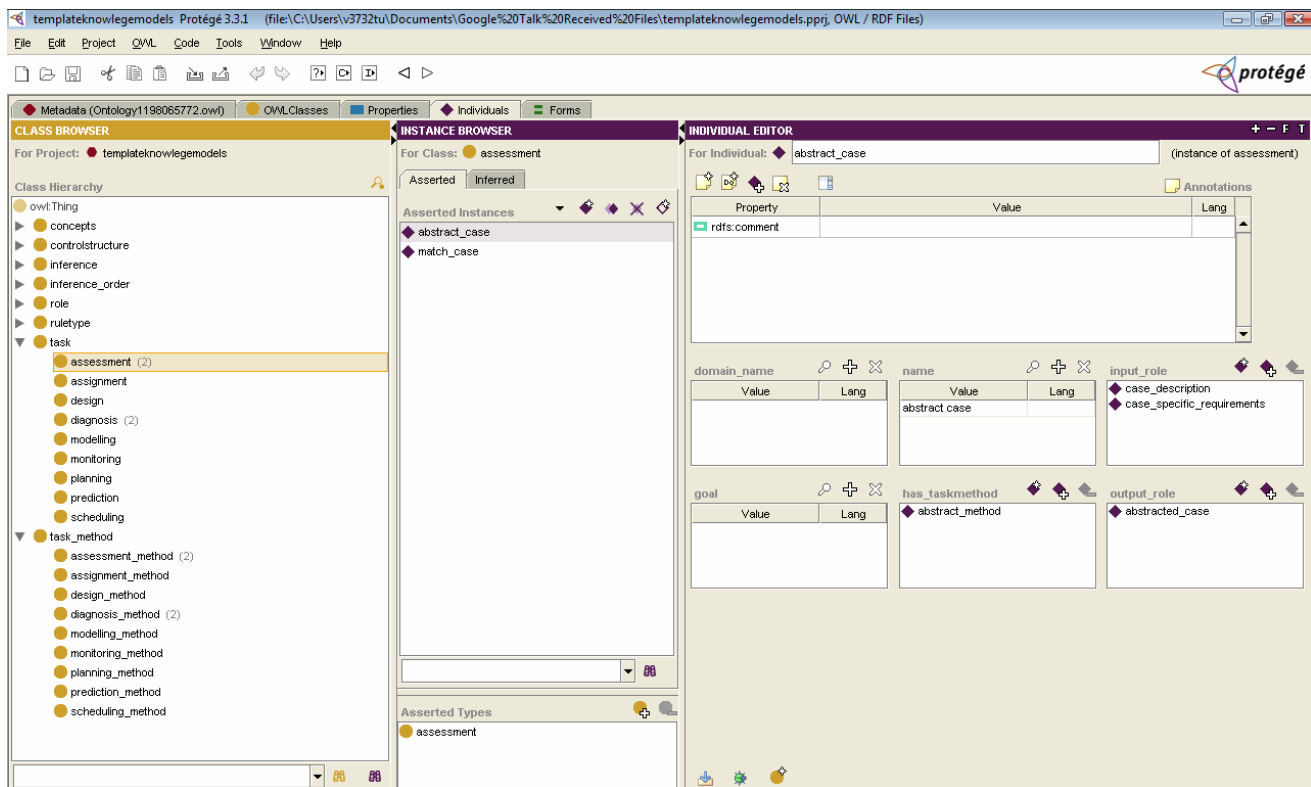 templateknowlegemodels Protégé 3.3.1 (file:\C:\Users\v3732tu\Documents\Google%20Talk%20Received%20Files\templateknowlegemodels.pprj, OWL / RDF Files)
File Edit Project OWL Code Tools Window Help
protégé
Metadata (Ontology1198065772.owl) OWLClasses Properties Individuals Forms
CLASS BROWSER
For Project: templateknowlegemodels
Class Hierarchy
owl:Thing
concepts
controlstructure
inference
inference_order
role
ruletype
task
assessment (2)
assignment
design
diagnosis (2)
modelling
monitoring
planning
prediction
scheduling
task_method
assessment_method (2)
assignment_method
design_method
diagnosis_method (2)
modelling_method
monitoring_method
planning_method
prediction_method
scheduling_method
INSTANCE BROWSER
For Class: assessment
Asserted Inferred
Asserted Instances
abstract_case
match_case
Asserted Types
assessment
INDIVIDUAL EDITOR + − F T
For Individual: abstract_case (instance of assessment)
Annotations
Property Value Lang
rdfs:comment
domain_name
Value Lang
name
Value Lang
abstract case
input_role
case_description
case_specific_requirements
goal
Value Lang
has_taskmethod
abstract_method
output_role
abstracted_case